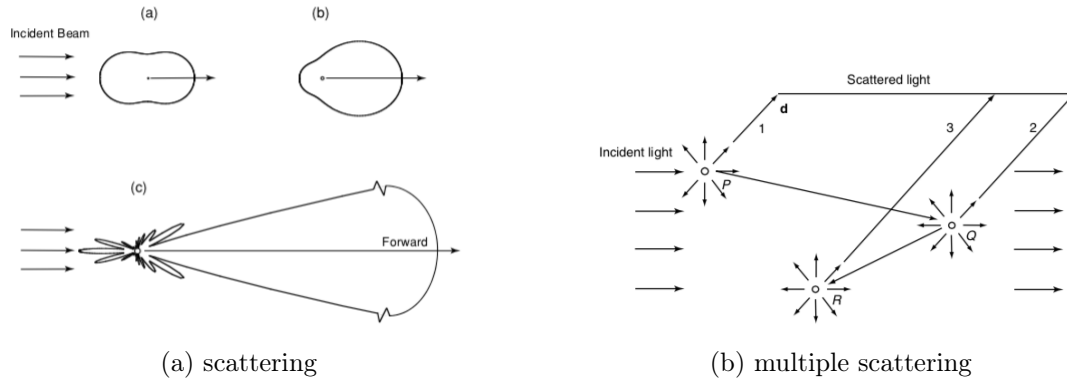 (a)
(b)
Incident Beam
(c)
Forward
(a) scattering
Scattered light
d
1
3
2
Incident light
P
Q
R
(b) multiple scattering